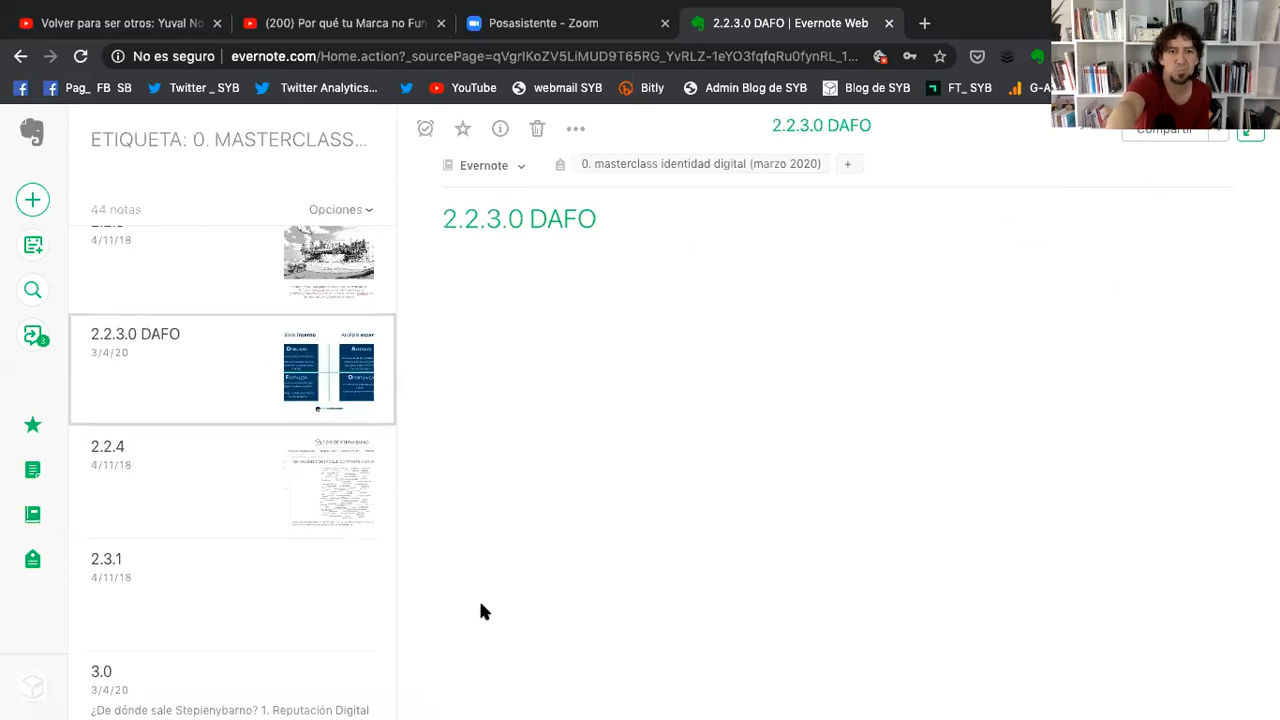 Volver para ser otros: Yuval No
(200) Por qué tu Marca no Fun
Posasistente - Zoom
2.2.3.0 DAFO | Evernote Web
No es seguro
evernote.com/Home.action?_sourcePage=qVgrIKoZV5LiMUD9T65RG_YvRLZ-1eYQ3fqfqRu0fynRL_1...
Pag_ FB SB
Twitter _ SYB
Twitter Analytics...
YouTube
webmail SYB
Bitly
Admin Blog de SYB
Blog de SYB
FT_ SYB
G-A
ETIQUETA: 0. MASTERCLASS...
2.2.3.0 DAFO
Compartir
Evernote
0. masterclass identidad digital (marzo 2020)
+
44 notas
Opciones
2.2.3.0 DAFO
4/11/18
2.2.3.0 DAFO
3/4/20
3
2.2.4
4/11/18
2.3.1
4/11/18
3.0
3/4/20
¿De dónde sale Stepienybarno? 1. Reputación Digital